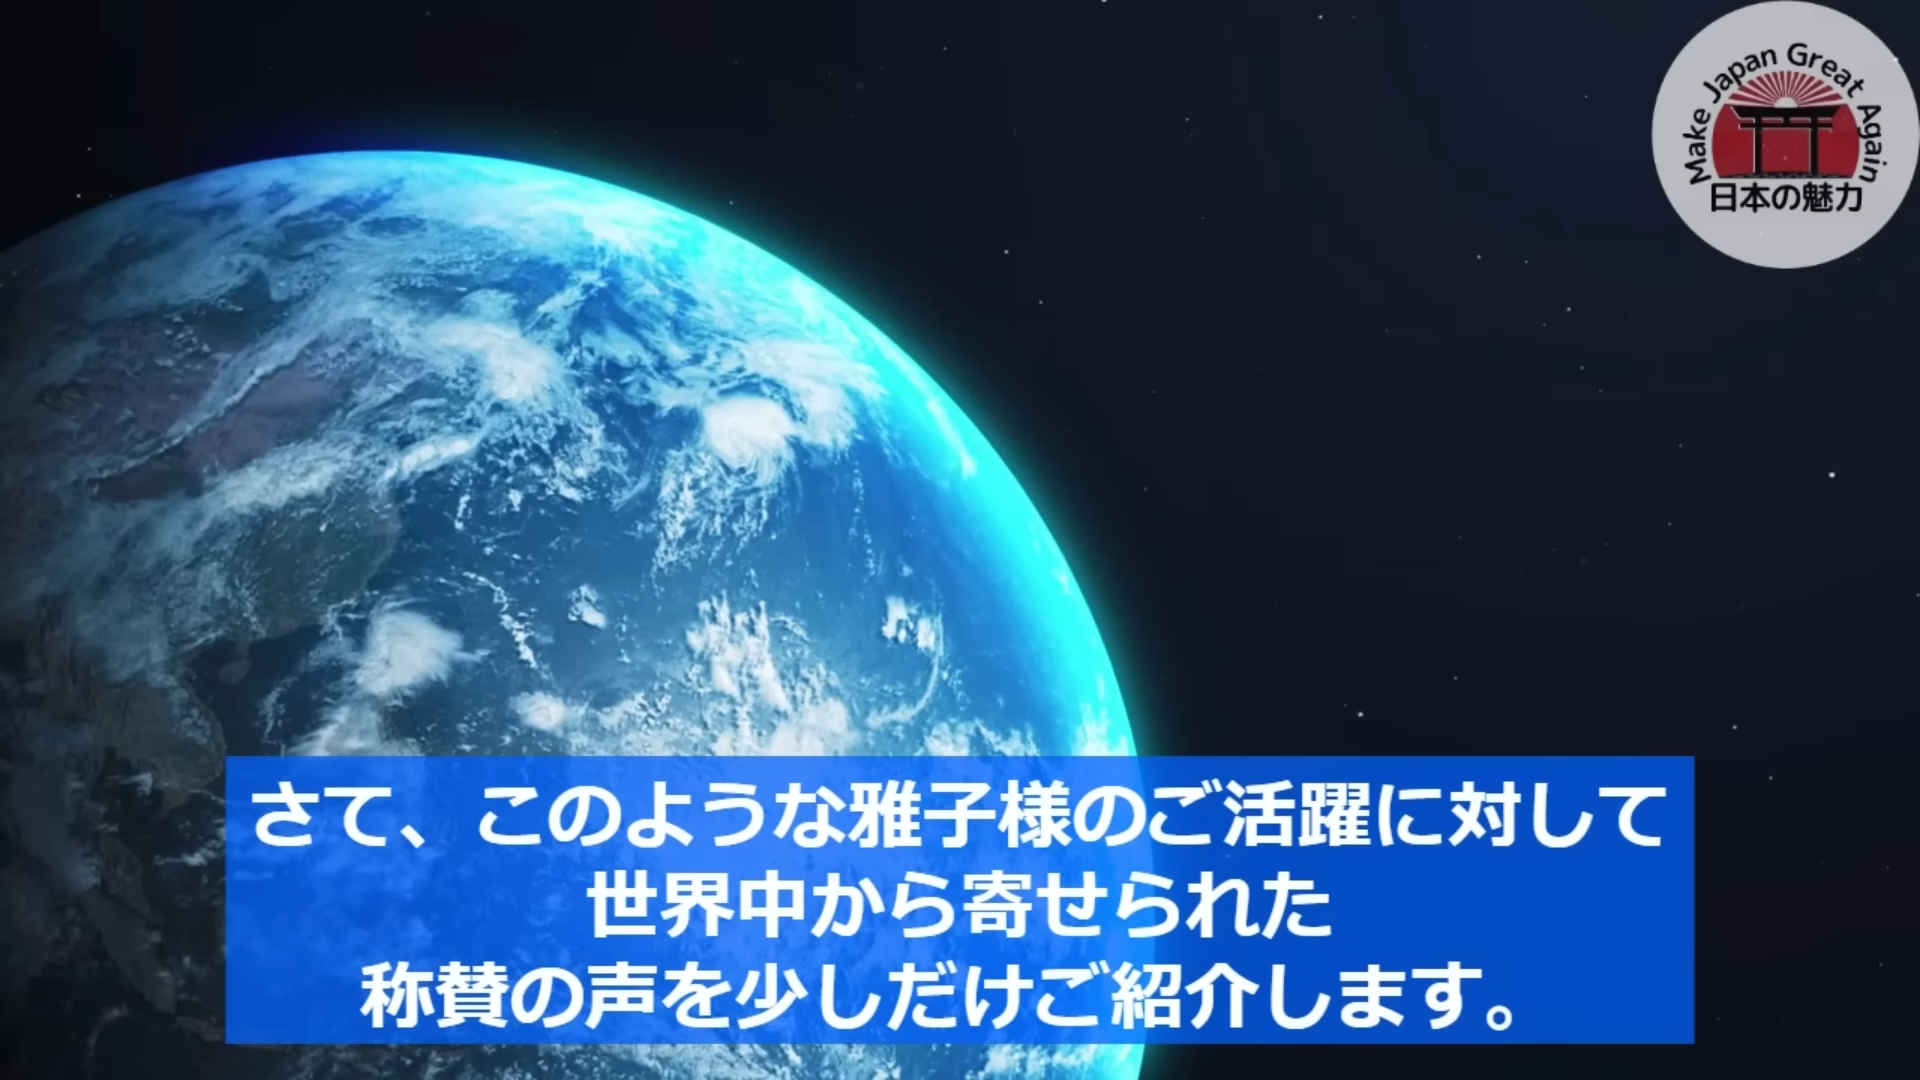 Make Japan Great Again
日本の魅力
さて、このような雅子様のご活躍に対して
世界中から寄せられた
称賛の声を少しだけご紹介します。